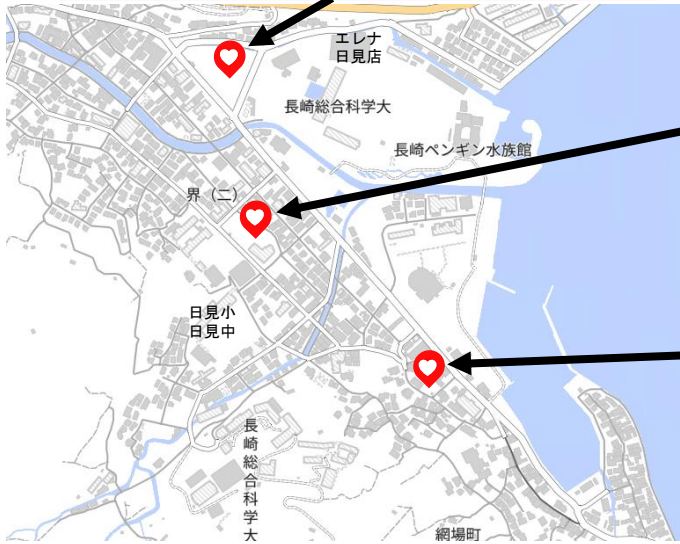 エレナ
日見店
長崎総合科学大
長崎ペンギン水族館
界（二）
日見小
日見中
長崎総合科学大
網場町